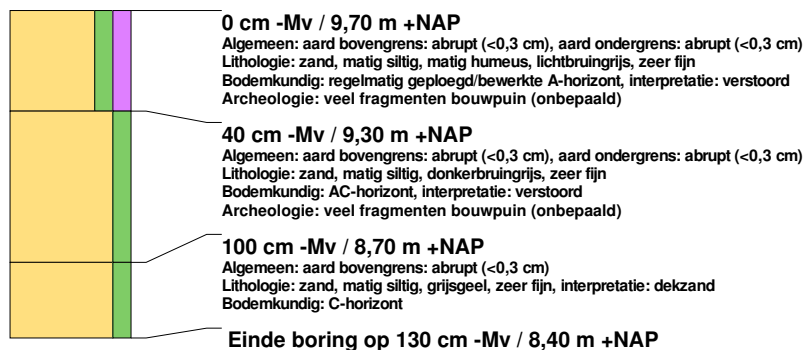 0 cm -Mv / 9,70 m +NAP
Algemeen: aard bovengrens: abrupt (<0,3 cm), aard ondergrens: abrupt (<0,3 cm)
Lithologie: zand, matig siltig, matig humeus, lichtbruingrijs, zeer fijn
Bodemkundig: regelmatig geploegd/bewerkte A-horizont, interpretatie: verstoord
Archeologie: veel fragmenten bouwpuin (onbepaald)
40 cm -Mv / 9,30 m +NAP
Algemeen: aard bovengrens: abrupt (<0,3 cm), aard ondergrens: abrupt (<0,3 cm)
Lithologie: zand, matig siltig, donkerbruingrijs, zeer fijn
Bodemkundig: AC-horizont, interpretatie: verstoord
Archeologie: veel fragmenten bouwpuin (onbepaald)
100 cm -Mv / 8,70 m +NAP
Algemeen: aard bovengrens: abrupt (<0,3 cm)
Lithologie: zand, matig siltig, grijsgeel, zeer fijn, interpretatie: dekzand
Bodemkundig: C-horizont
Einde boring op 130 cm -Mv / 8,40 m +NAP